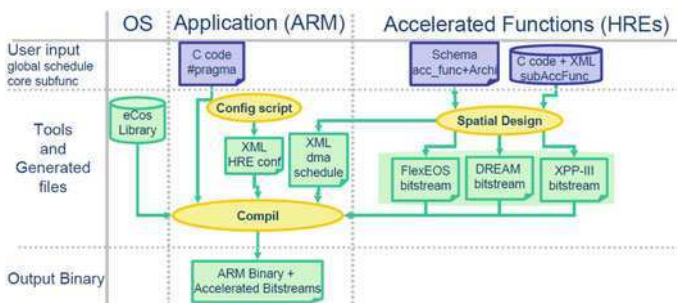 OS
Application (ARM)
Accelerated Functions (HREs)
User input
global schedule
core subfunc
C code
#pragma
Schema
acc_func+Archi
C code + XML
subAccFunc
Tools
and
Generated
files
eCos
Library
Config script
XML
HRE conf
XML
dma
schedule
Spatial Design
FlexEOS
bitstream
DREAM
bitstream
XPP-III
bitstream
Compil
Output Binary
ARM Binary +
Accelerated Bitstreams